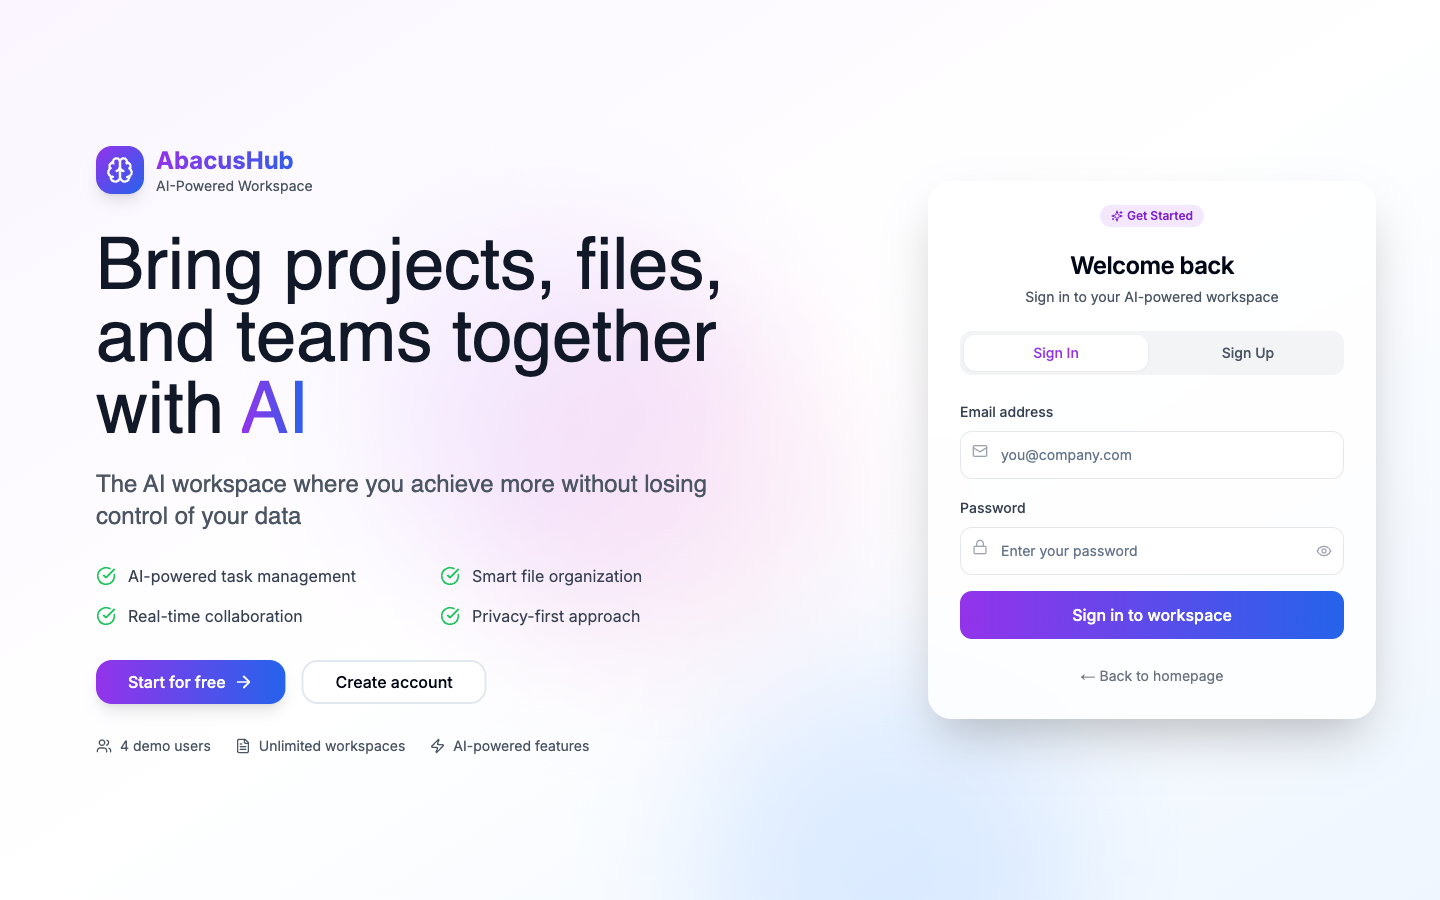 AbacusHub
AI-Powered Workspace
Bring projects, files,
and teams together
with AI
The AI workspace where you achieve more without losing
control of your data
AI-powered task management
Smart file organization
Real-time collaboration
Privacy-first approach
Start for free →
Create account
4 demo users
Unlimited workspaces
AI-powered features
Get Started
Welcome back
Sign in to your AI-powered workspace
Sign In
Sign Up
Email address
you@company.com
Password
Enter your password
Sign in to workspace
← Back to homepage